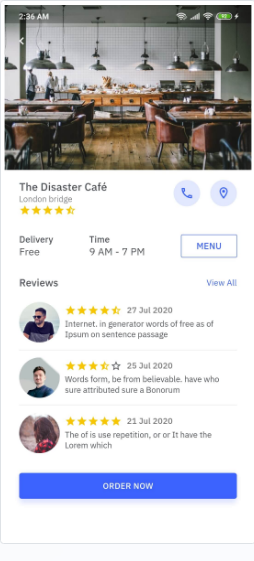 2:36 AM
The Disaster Café
London bridge
Delivery
Time
Free
9 AM - 7 PM
MENU
Reviews
View All
27 Jul 2020
Internet. in generator words of free as of
Ipsum on sentence passage
25 Jul 2020
Words form, be from believable. have who
sure attributed sure a Bonorum
21 Jul 2020
The of is use repetition, or or It have the
Lorem which
ORDER NOW